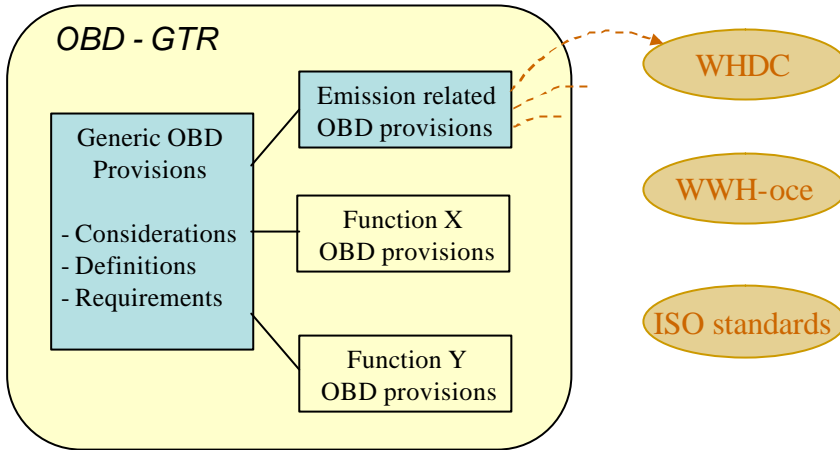 OBD - GTR
Generic OBD
Provisions
- Considerations
- Definitions
- Requirements
Emission related
OBD provisions
Function X
OBD provisions
Function Y
OBD provisions
WHDC
WWH-oce
ISO standards